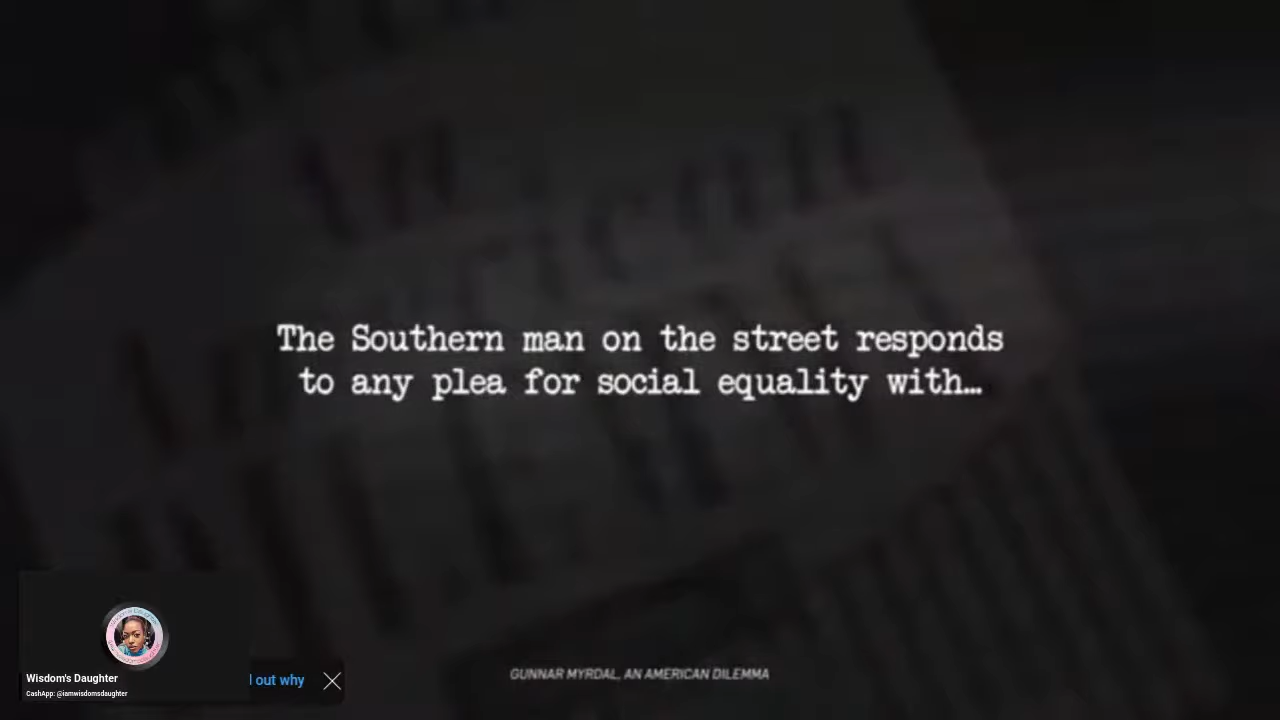 The Southern man on the street responds
to any plea for social equality with…
GUNNAR MYRDAL, AN AMERICAN DILEMMA
out why
Wisdom's Daughter
CashApp: @iamwisdomsdaughter